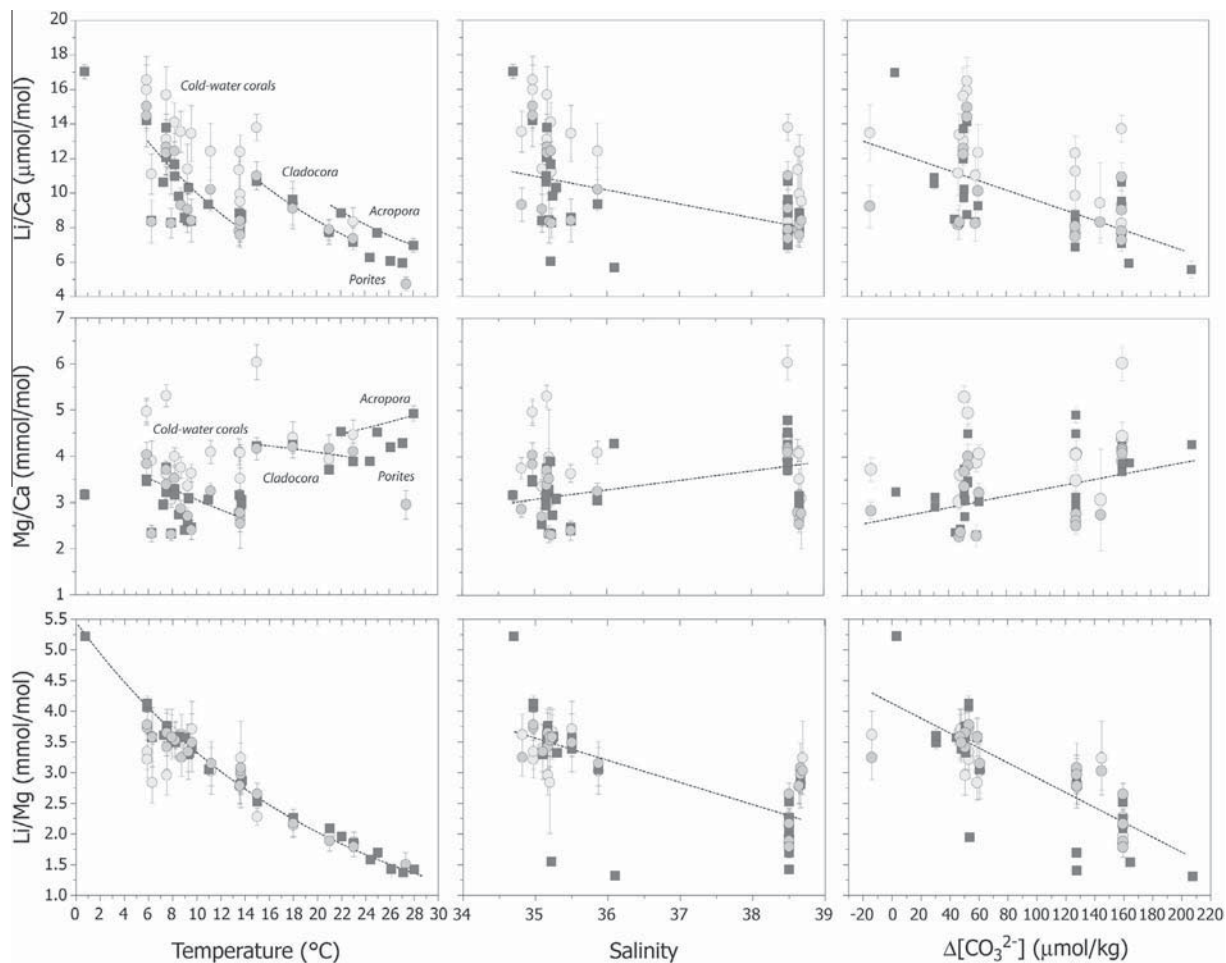 20
18
16
14
12
10
8
6
4
Li/Ca (μmol/mol)
Cold-water corals
Cladocora
Acropora
Porites
7
6
5
4
3
2
1
Mg/Ca (mmol/mol)
Cold-water corals
Acropora
Cladocora
Porites
5.5
5.0
4.5
4.0
3.5
3.0
2.5
2.0
1.5
1.0
Li/Mg (mmol/mol)
0 2 4 6 8 10 12 14 16 18 20 22 24 26 28 30
34 35 36 37 38 39
-20 0 20 40 60 80 100 120 140 160 180 200 220
Temperature (°C)
Salinity
Δ[CO₃²⁻] (μmol/kg)